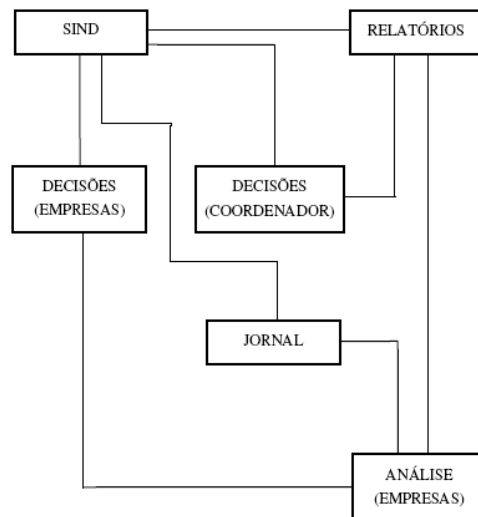 SIND
RELATÓRIOS
DECISÕES
(EMPRESAS)
DECISÕES
(COORDENADOR)
JORNAL
ANÁLISE
(EMPRESAS)